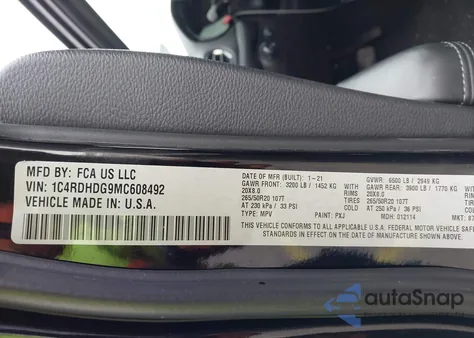 MFD BY: FCA US LLC
VIN: 1C4RDHDG9MC608492
VEHICLE MADE IN: U.S.A.
DATE OF MFR (BUILT): 1-21 GVWR: 6500 LB / 2949 KG
GAWR FRONT: 3200 LB / 1452 KG GAWR REAR: 3900 LB / 1770 KG
20X8.0 RIMS 20X8.0
265/50R20 107T TIRES 265/50R20 107T
AT 230 kPa / 33 PSI AT 250 kPa / 36 PSI
TYPE: MPV PAINT: PXJ MDH: 012114 MKT:
THIS VEHICLE CONFORMS TO ALL APPLICABLE U.S.A. FEDERAL MOTOR VEHICLE SAFE
STANDARDS IN EFFECT ON THE DATE OF MANUFACTURE SHOWN ABOVE.
autoSnap